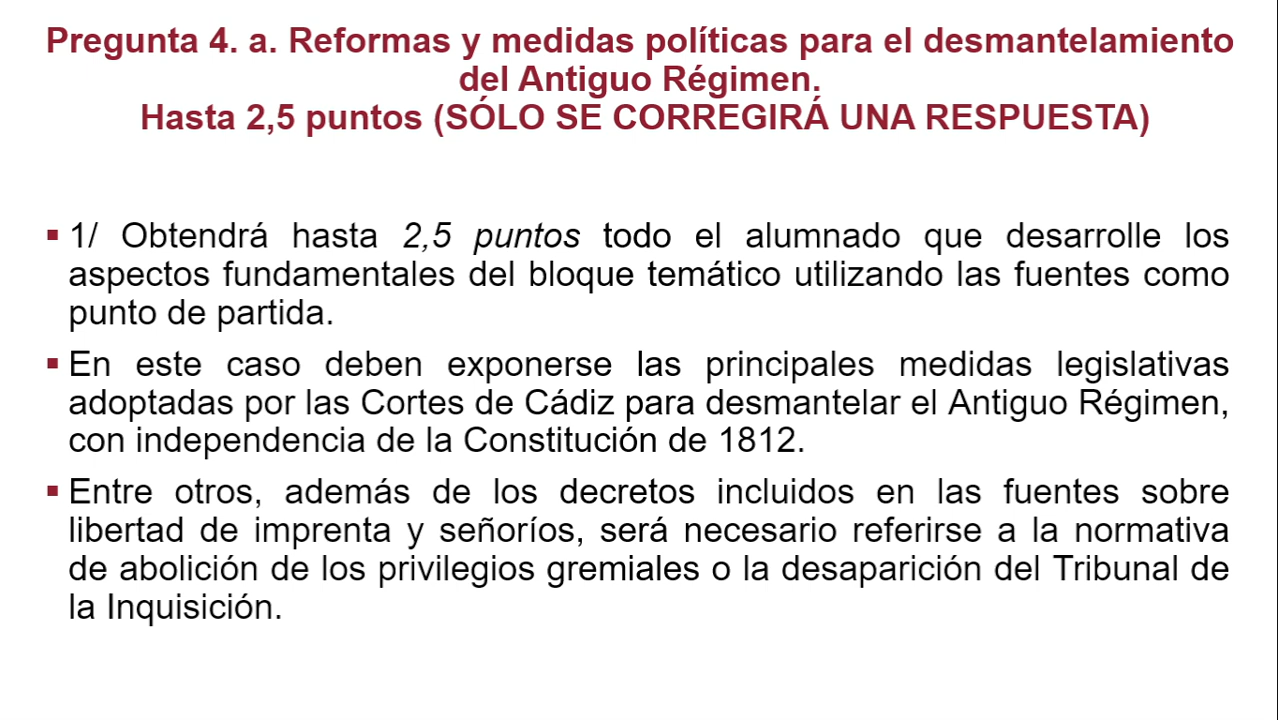 Pregunta 4. a. Reformas y medidas políticas para el desmantelamiento
del Antiguo Régimen.
Hasta 2,5 puntos (SÓLO SE CORREGIRÁ UNA RESPUESTA)
▪ 1/ Obtendrá hasta 2,5 puntos todo el alumnado que desarrolle los
aspectos fundamentales del bloque temático utilizando las fuentes como
punto de partida.
▪ En este caso deben exponerse las principales medidas legislativas
adoptadas por las Cortes de Cádiz para desmantelar el Antiguo Régimen,
con independencia de la Constitución de 1812.
▪ Entre otros, además de los decretos incluidos en las fuentes sobre
libertad de imprenta y señoríos, será necesario referirse a la normativa
de abolición de los privilegios gremiales o la desaparición del Tribunal de
la Inquisición.